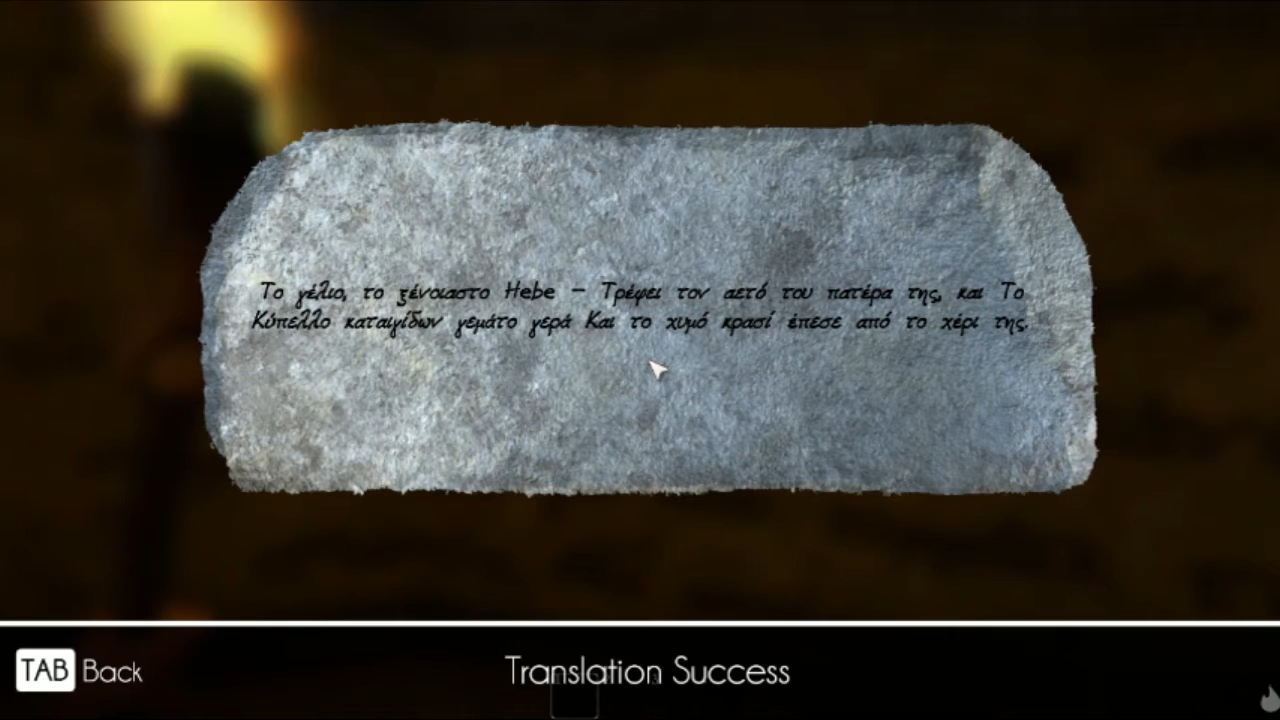 Το γέλιο, το ξένοιαστο Hebe - Τρέφει τον αετό του πατέρα της, και Το
Κύπελλο καταιγίδων γεμάτο γερά Και το χυμό κρασί έπεσε από το χέρι της.
TAB Back
Translation Success